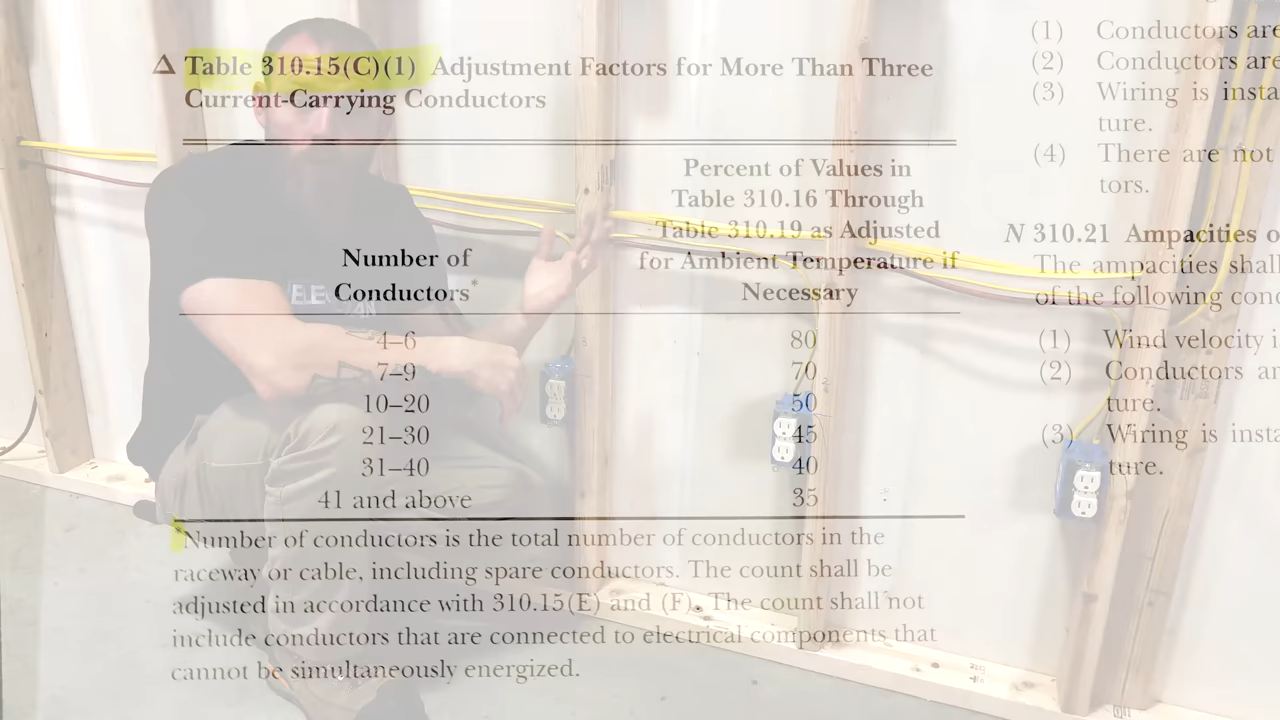 Δ Table 310.15(C)(1) Adjustment Factors for More Than Three
Current-Carrying Conductors
Number of
Conductors*
Percent of Values in
Table 310.16 Through
Table 310.19 as Adjusted
for Ambient Temperature if
Necessary
4–6 80
7–9 70
10–20 50
21–30 45
31–40 40
41 and above 35
*Number of conductors is the total number of conductors in the
raceway or cable, including spare conductors. The count shall be
adjusted in accordance with 310.15(E) and (F). The count shall not
include conductors that are connected to electrical components that
cannot be simultaneously energized.
(1) Conductors are
(2) Conductors are
(3) Wiring is insta
ture.
(4) There are not
tors.
N 310.21 Ampacities o
The ampacities shall
of the following cond
(1) Wind velocity i
(2) Conductors ar
ture.
(3) Wiring is insta
ture.